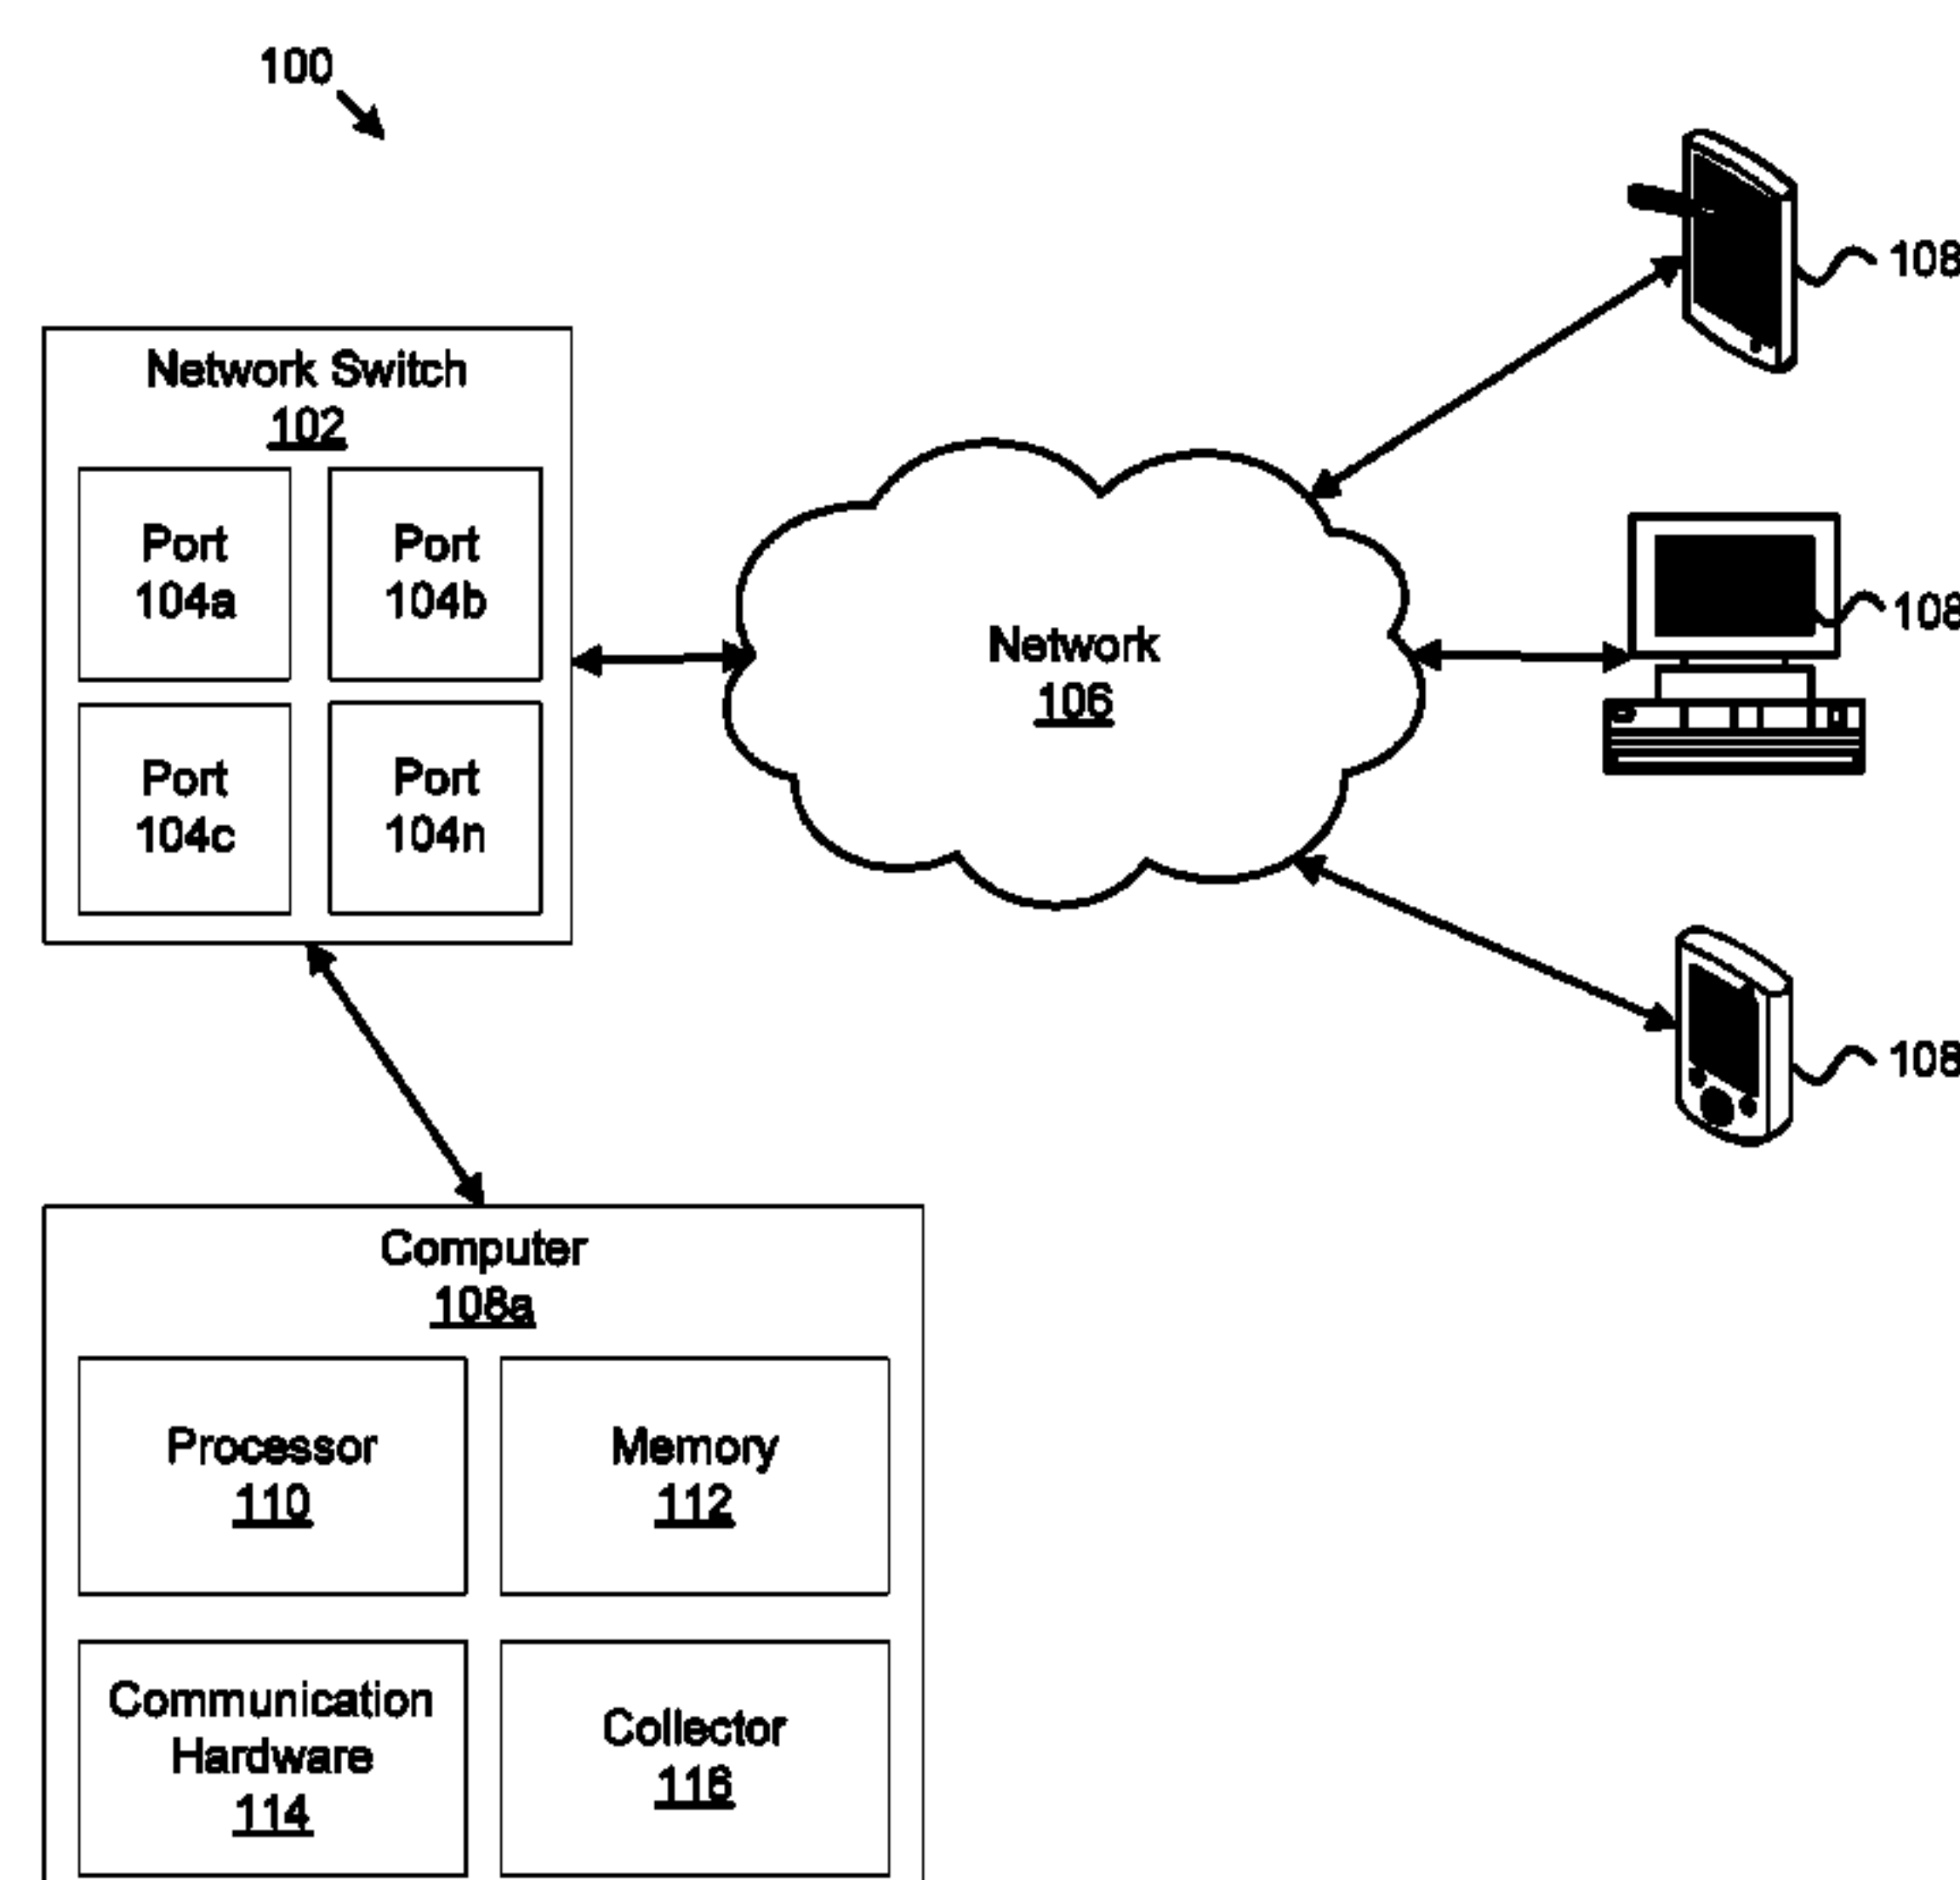 100
Network Switch
102
Port
104a
Port
104b
Port
104c
Port
104n
Network
106
108
108
108
Computer
108a
Processor
110
Memory
112
Communication
Hardware
114
Collector
116